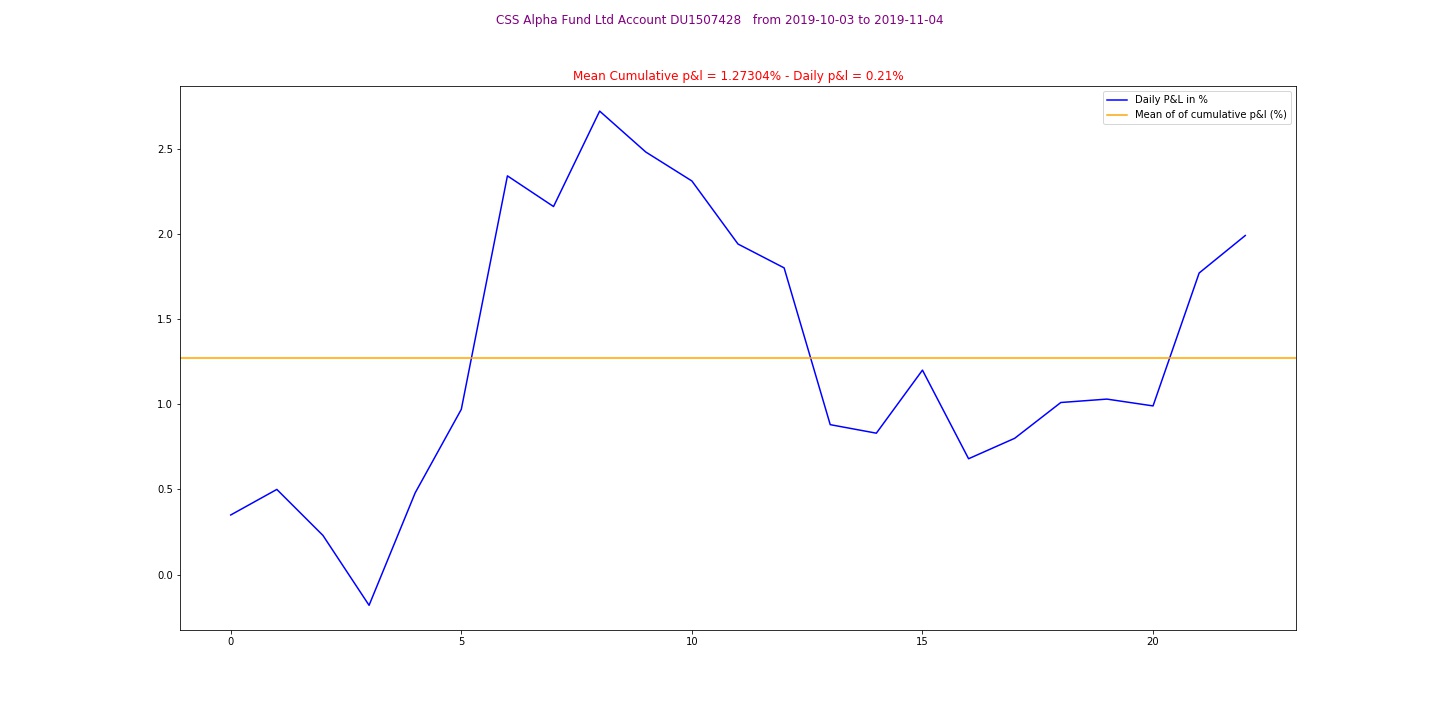 CSS Alpha Fund Ltd Account DU1507428   from 2019-10-03 to 2019-11-04
Mean Cumulative p&l = 1.27304% - Daily p&l = 0.21%
Daily P&L in %
Mean of of cumulative p&l (%)
2.5
2.0
1.5
1.0
0.5
0.0
0 5 10 15 20